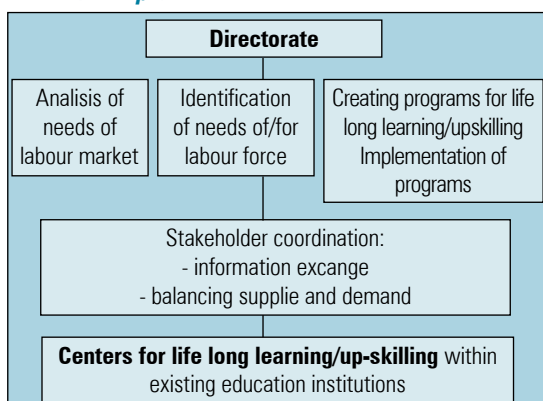 Directorate
Analisis of
needs of
labour market
Identification
of needs of/for
labour force
Creating programs for life
long learning/upskilling
Implementation of
programs
Stakeholder coordination:
- information excange
- balancing supplie and demand
Centers for life long learning/up-skilling within
existing education institutions